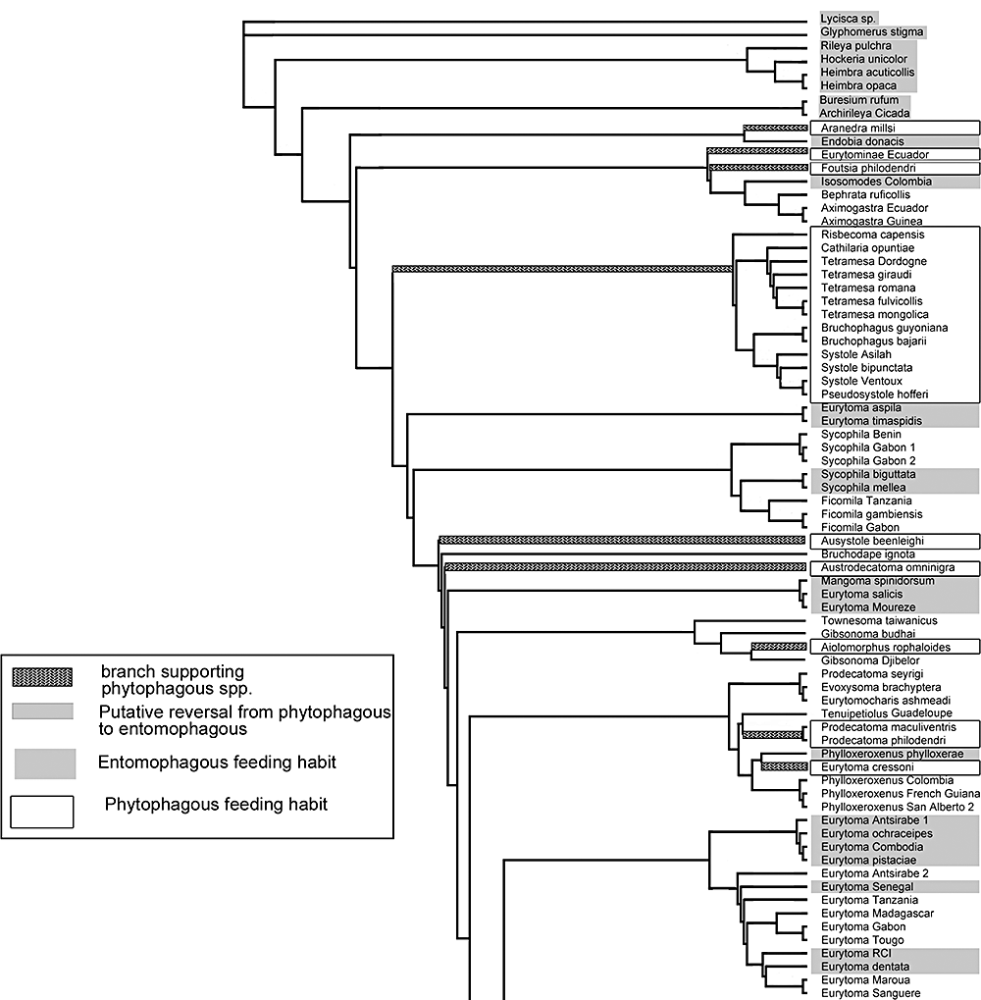 Lycisca sp.
Glyphomerus stigma
Rileya pulchra
Hockeria unicolor
Heimbra acuticollis
Heimbra opaca
Buresium rufum
Archirileya Cicada
Aranedra millsi
Endobia donacis
Eurytominae Ecuador
Foutsia philodendri
Isosomodes Colombia
Bephrata ruficollis
Aximogastra Ecuador
Aximogastra Guinea
Risbecoma capensis
Cathilaria opuntiae
Tetramesa Dordogne
Tetramesa giraudi
Tetramesa romana
Tetramesa fulvicollis
Tetramesa mongolica
Bruchophagus guyoniana
Bruchophagus bajarii
Systole Asilah
Systole bipunctata
Systole Ventoux
Pseudosystole hofferi
Eurytoma aspila
Eurytoma timaspidis
Sycophila Benin
Sycophila Gabon 1
Sycophila Gabon 2
Sycophila biguttata
Sycophila mellea
Ficomila Tanzania
Ficomila gambiensis
Ficomila Gabon
Ausystole beenleighi
Bruchodape ignota
Austrodecatoma omninigra
Mangoma spinidorsum
Eurytoma salicis
Eurytoma Moureze
Townesoma taiwanicus
Gibsonoma budhai
Aiolomorphus rophaloides
Gibsonoma Djibelor
Prodecatoma seyrigi
Evoxysoma brachyptera
Eurytomocharis ashmeadi
Tenuipetiolus Guadeloupe
Prodecatoma maculiventris
Prodecatoma philodendri
Phylloxeroxenus phylloxerae
Eurytoma cressoni
Phylloxeroxenus Colombia
Phylloxeroxenus French Guiana
Phylloxeroxenus San Alberto 2
Eurytoma Antsirabe 1
Eurytoma ochraceipes
Eurytoma Combodia
Eurytoma pistaciae
Eurytoma Antsirabe 2
Eurytoma Senegal
Eurytoma Tanzania
Eurytoma Madagascar
Eurytoma Gabon
Eurytoma Tougo
Eurytoma RCI
Eurytoma dentata
Eurytoma Maroua
Eurytoma Sanguere
branch supporting
phytophagous spp.
Putative reversal from phytophagous
to entomophagous
Entomophagous feeding habit
Phytophagous feeding habit